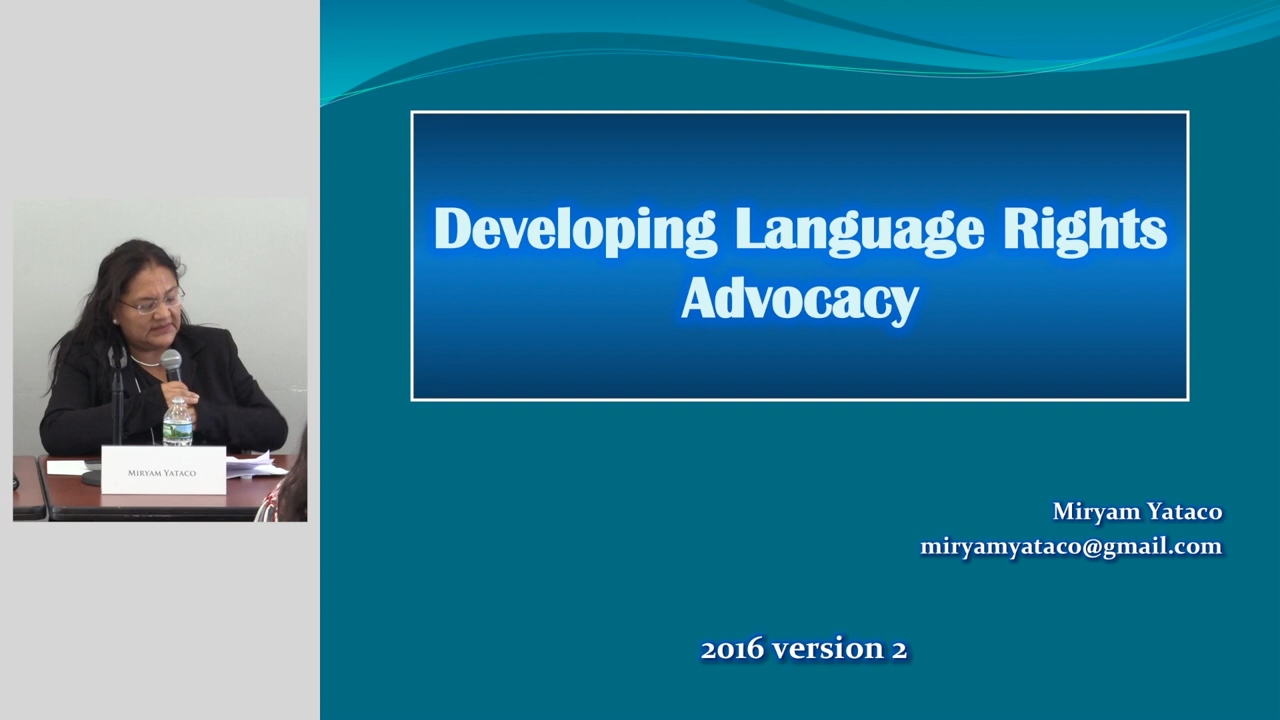 Developing Language Rights
Advocacy
Miryam Yataco
miryamyataco@gmail.com
2016 version 2
MIRYAM YATACO